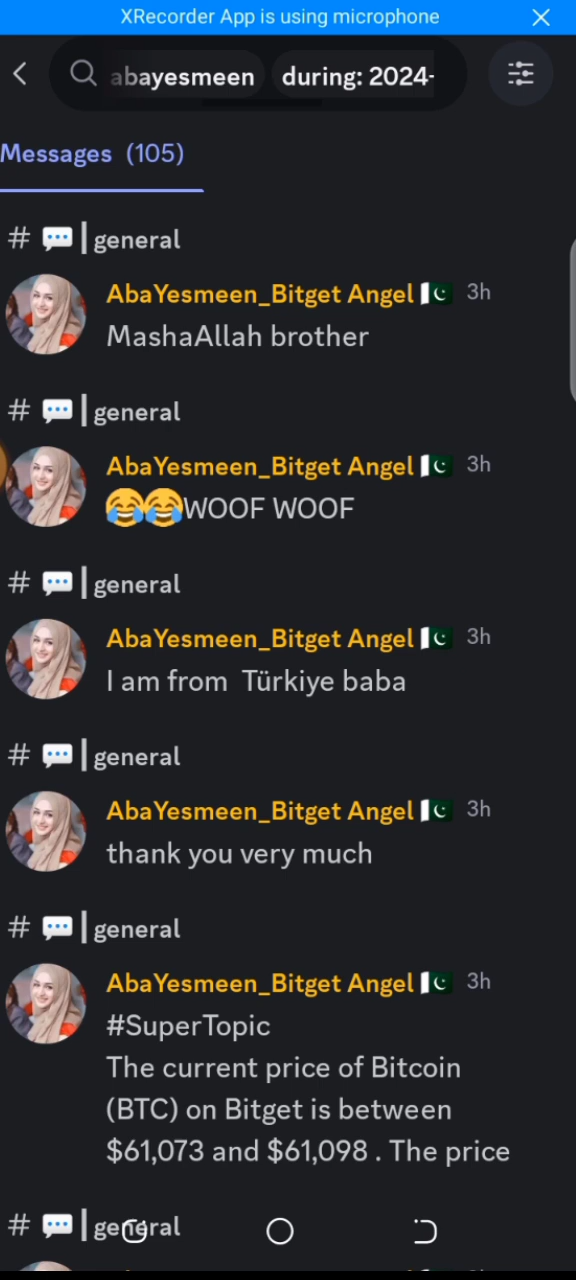 XRecorder App is using microphone
abayesmeen during: 2024-
Messages (105)
# 💬┃general
AbaYesmeen_Bitget Angel 🇵🇰 3h
MashaAllah brother
# 💬┃general
AbaYesmeen_Bitget Angel 🇵🇰 3h
😂😂WOOF WOOF
# 💬┃general
AbaYesmeen_Bitget Angel 🇵🇰 3h
I am from  Türkiye baba
# 💬┃general
AbaYesmeen_Bitget Angel 🇵🇰 3h
thank you very much
# 💬┃general
AbaYesmeen_Bitget Angel 🇵🇰 3h
#SuperTopic
The current price of Bitcoin
(BTC) on Bitget is between
$61,073 and $61,098 . The price
# 💬┃general